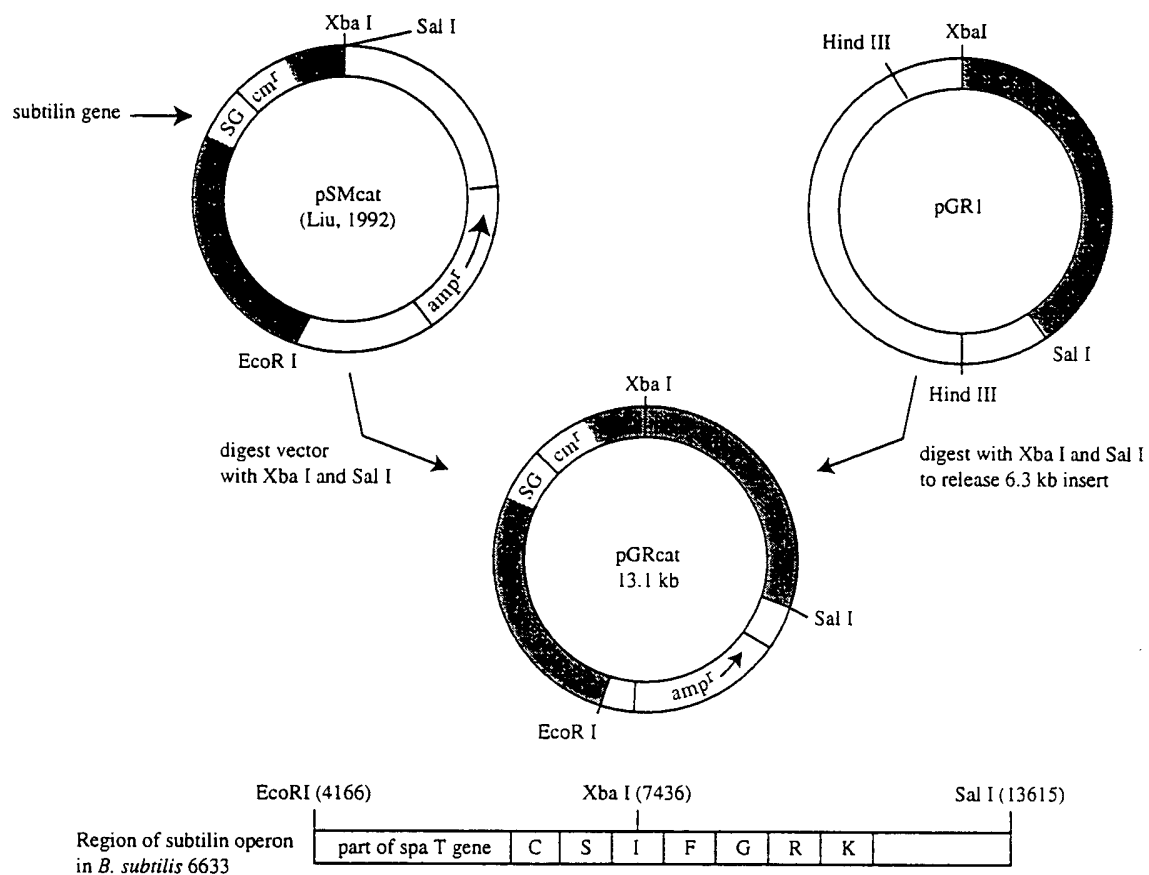 Xba I
Sal I
subtilin gene
SG
cmʳ
pSMcat
(Liu, 1992)
ampʳ
EcoR I
Hind III
XbaI
pGR1
Sal I
Hind III
digest vector
with Xba I and Sal I
digest with Xba I and Sal I
to release 6.3 kb insert
Xba I
SG
cmʳ
pGRcat
13.1 kb
Sal I
ampʳ
EcoR I
EcoRI (4166)
Xba I (7436)
Sal I (13615)
Region of subtilin operon
in B. subtilis 6633
part of spa T gene
C
S
I
F
G
R
K